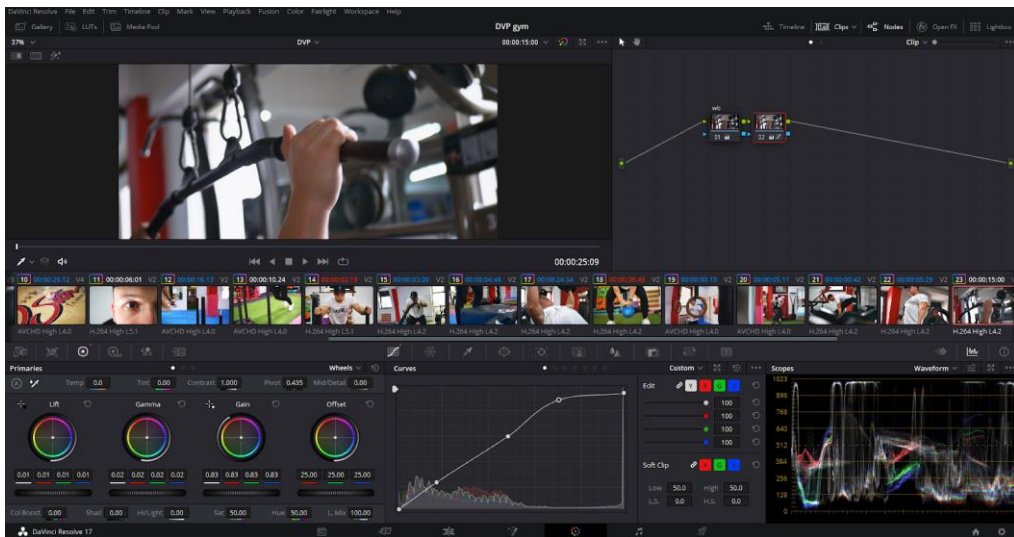 DaVinci Resolve File Edit Trim Timeline Clip Mark View Playback Fusion Color Fairlight Workspace Help
Gallery LUTs Media Pool DVP gym Timeline Clips Nodes Open FX Lightbox
37% DVP 00:00:15:00 Clip
wb
01 02
00:00:25:09
10 00:00:29.12 V4 11 00:00:06:01 V2 12 V2 13 00:00:10.24 V2 14 00:00:02:15 V2 15 00:00:03:20 V2 16 00:00:04:46 V2 17 00:00:24.34 V2 18 V2 19 00:00:00.15 V2 20 00:00:05.11 V2 21 00:00:00:42 V2 22 00:00:05.29 V2 23 00:00:15:00
AVCHD High L4.0 H.264 High L5.1 AVCHD High L4.0 AVCHD High L4.0 H.264 High L5.1 H.264 High L4.2 H.264 High L4.2 H.264 High L4.2 H.264 High L4.2 AVCHD High L4.0 AVCHD High L4.0 H.264 High L4.2 H.264 High L4.2 H.264 High L4.2
Primaries Wheels Curves Custom Scopes Waveform
Temp 0.0 Tint 0.00 Contrast 1.000 Pivot 0.435 Mid/Detail 0.00
Lift Gamma Gain Offset
0.01 0.01 0.01 0.01 0.02 0.02 0.02 0.02 0.83 0.83 0.83 0.83 25.00 25.00 25.00
Col Boost 0.00 Shad 0.00 Hi/Light 0.00 Sat 50.00 Hue 50.00 L. Mix 100.00
Edit Y R G B
100
100
100
100
Soft Clip R G B
Low 50.0 High 50.0
L.S. 0.0 H.S. 0.0
1023
896
768
640
512
384
256
128
0
DaVinci Resolve 17